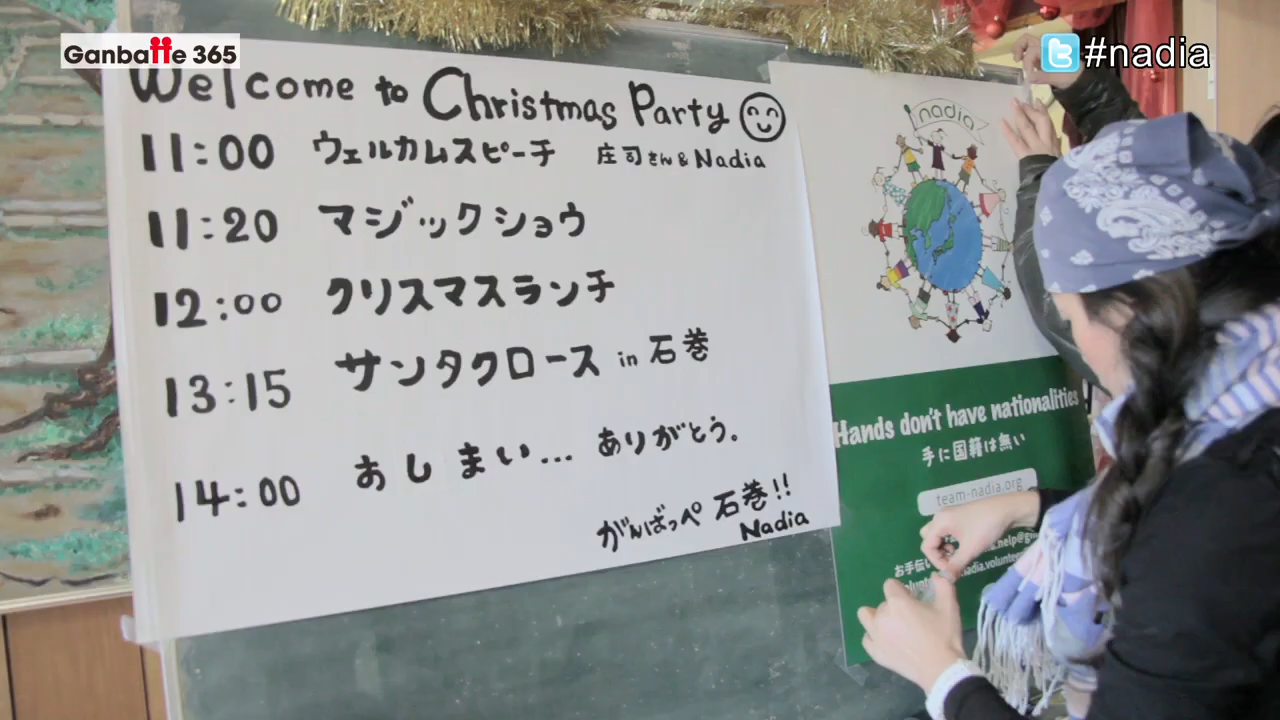 Ganbatte 365
#nadia
Welcome to Christmas Party
11:00 ウェルカムスピーチ 庄司さん& Nadia
11:20 マジックショウ
12:00 クリスマスランチ
13:15 サンタクロース in 石巻
14:00 おしまい... ありがとう。
がんばっぺ 石巻!!
Nadia
nadia
Hands don't have nationalities
手に国籍は無い
team-nadia.org
お手伝い